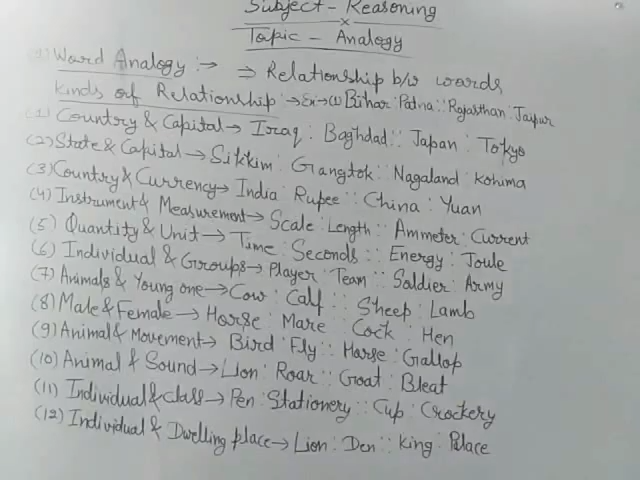 Subject - Reasoning
×
Topic - Analogy
Word Analogy :→ ⇒ Relationship b/w words
Kinds of Relationship :→ Ex→(i) Bihar : Patna :: Rajasthan : Jaipur
(1) Country & Capital → Iraq : Baghdad :: Japan : Tokyo
(2) State & Capital → Sikkim : Gangtok :: Nagaland : Kohima
(3) Country & Currency → India : Rupee :: China : Yuan
(4) Instrument & Measurement → Scale : Length :: Ammeter : Current
(5) Quantity & Unit → Time : Seconds :: Energy : Joule
(6) Individual & Groups → Player : Team :: Soldier : Army
(7) Animals & Young one → Cow : Calf :: Sheep : Lamb
(8) Male & Female → Horse : Mare :: Cock : Hen
(9) Animal & Movement → Bird : Fly :: Horse : Gallop
(10) Animal & Sound → Lion : Roar :: Goat : Bleat
(11) Individual & Class → Pen : Stationery :: Cup : Crockery
(12) Individual & Dwelling place → Lion : Den :: King : Palace